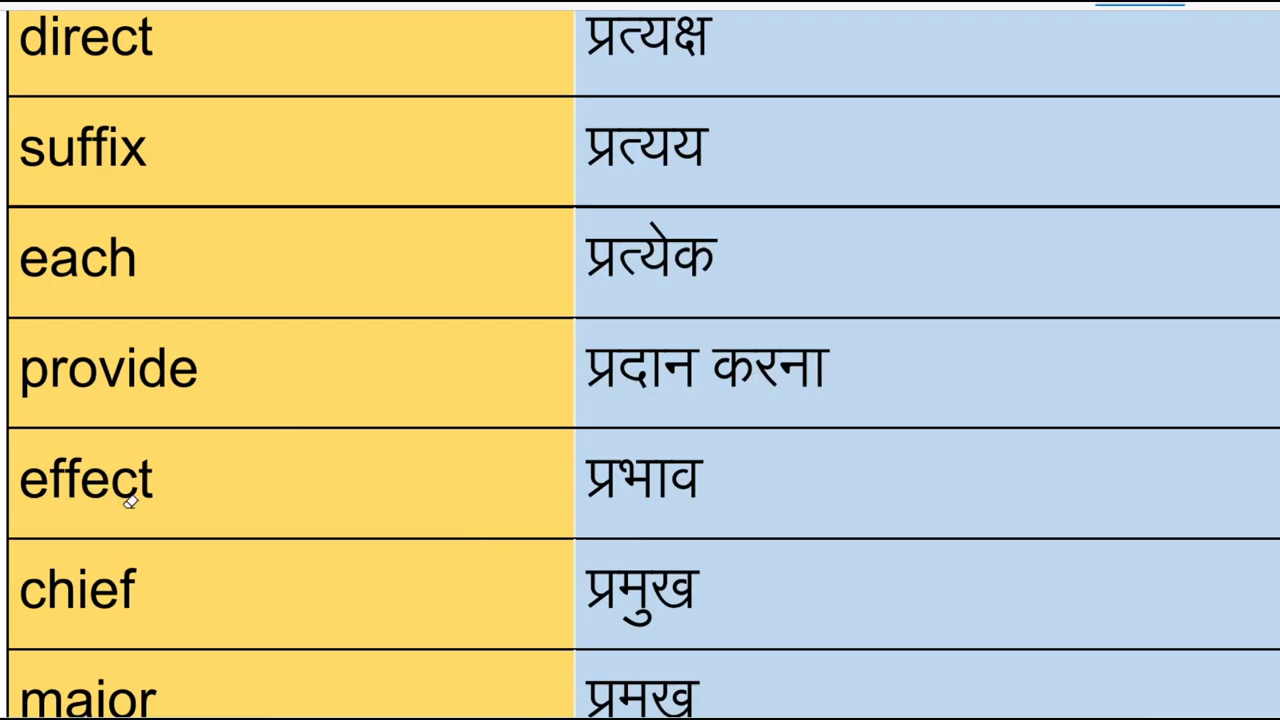 direct प्रत्यक्ष
suffix प्रत्यय
each प्रत्येक
provide प्रदान करना
effect प्रभाव
chief प्रमुख
major प्रमुख